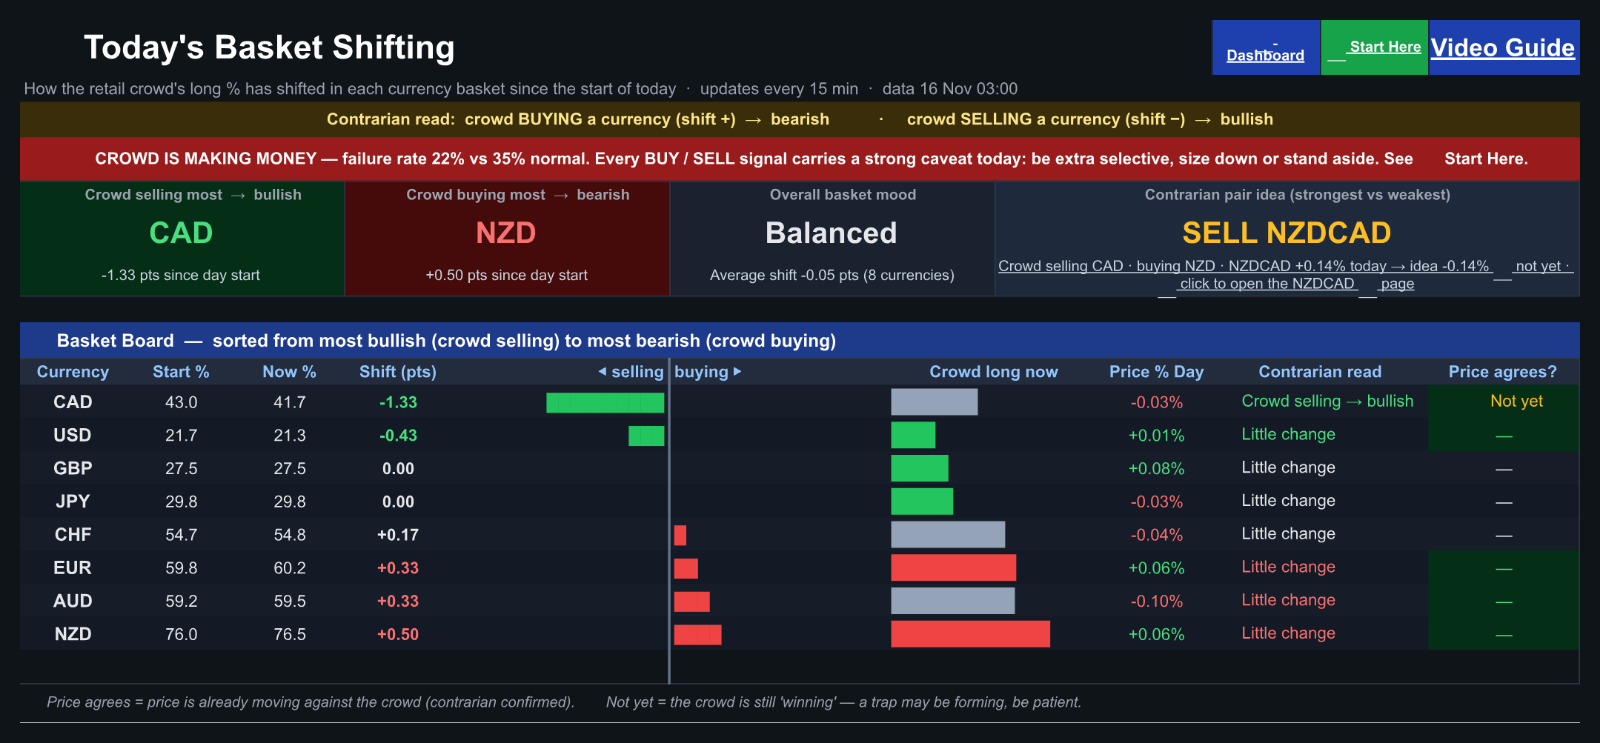 Today's Basket Shifting
Dashboard
Start Here
Video Guide
How the retail crowd's long % has shifted in each currency basket since the start of today · updates every 15 min · data 16 Nov 03:00
Contrarian read: crowd BUYING a currency (shift +) → bearish · crowd SELLING a currency (shift −) → bullish
CROWD IS MAKING MONEY — failure rate 22% vs 35% normal. Every BUY / SELL signal carries a strong caveat today: be extra selective, size down or stand aside. See Start Here.
Crowd selling most → bullish
CAD
-1.33 pts since day start
Crowd buying most → bearish
NZD
+0.50 pts since day start
Overall basket mood
Balanced
Average shift -0.05 pts (8 currencies)
Contrarian pair idea (strongest vs weakest)
SELL NZDCAD
Crowd selling CAD · buying NZD · NZDCAD +0.14% today → idea -0.14% not yet ·
click to open the NZDCAD page
Basket Board — sorted from most bullish (crowd selling) to most bearish (crowd buying)
Currency Start % Now % Shift (pts) ◄ selling buying ► Crowd long now Price % Day Contrarian read Price agrees?
CAD 43.0 41.7 -1.33 -0.03% Crowd selling → bullish Not yet
USD 21.7 21.3 -0.43 +0.01% Little change —
GBP 27.5 27.5 0.00 +0.08% Little change —
JPY 29.8 29.8 0.00 -0.03% Little change —
CHF 54.7 54.8 +0.17 -0.04% Little change —
EUR 59.8 60.2 +0.33 +0.06% Little change —
AUD 59.2 59.5 +0.33 -0.10% Little change —
NZD 76.0 76.5 +0.50 +0.06% Little change —
Price agrees = price is already moving against the crowd (contrarian confirmed). Not yet = the crowd is still 'winning' — a trap may be forming, be patient.